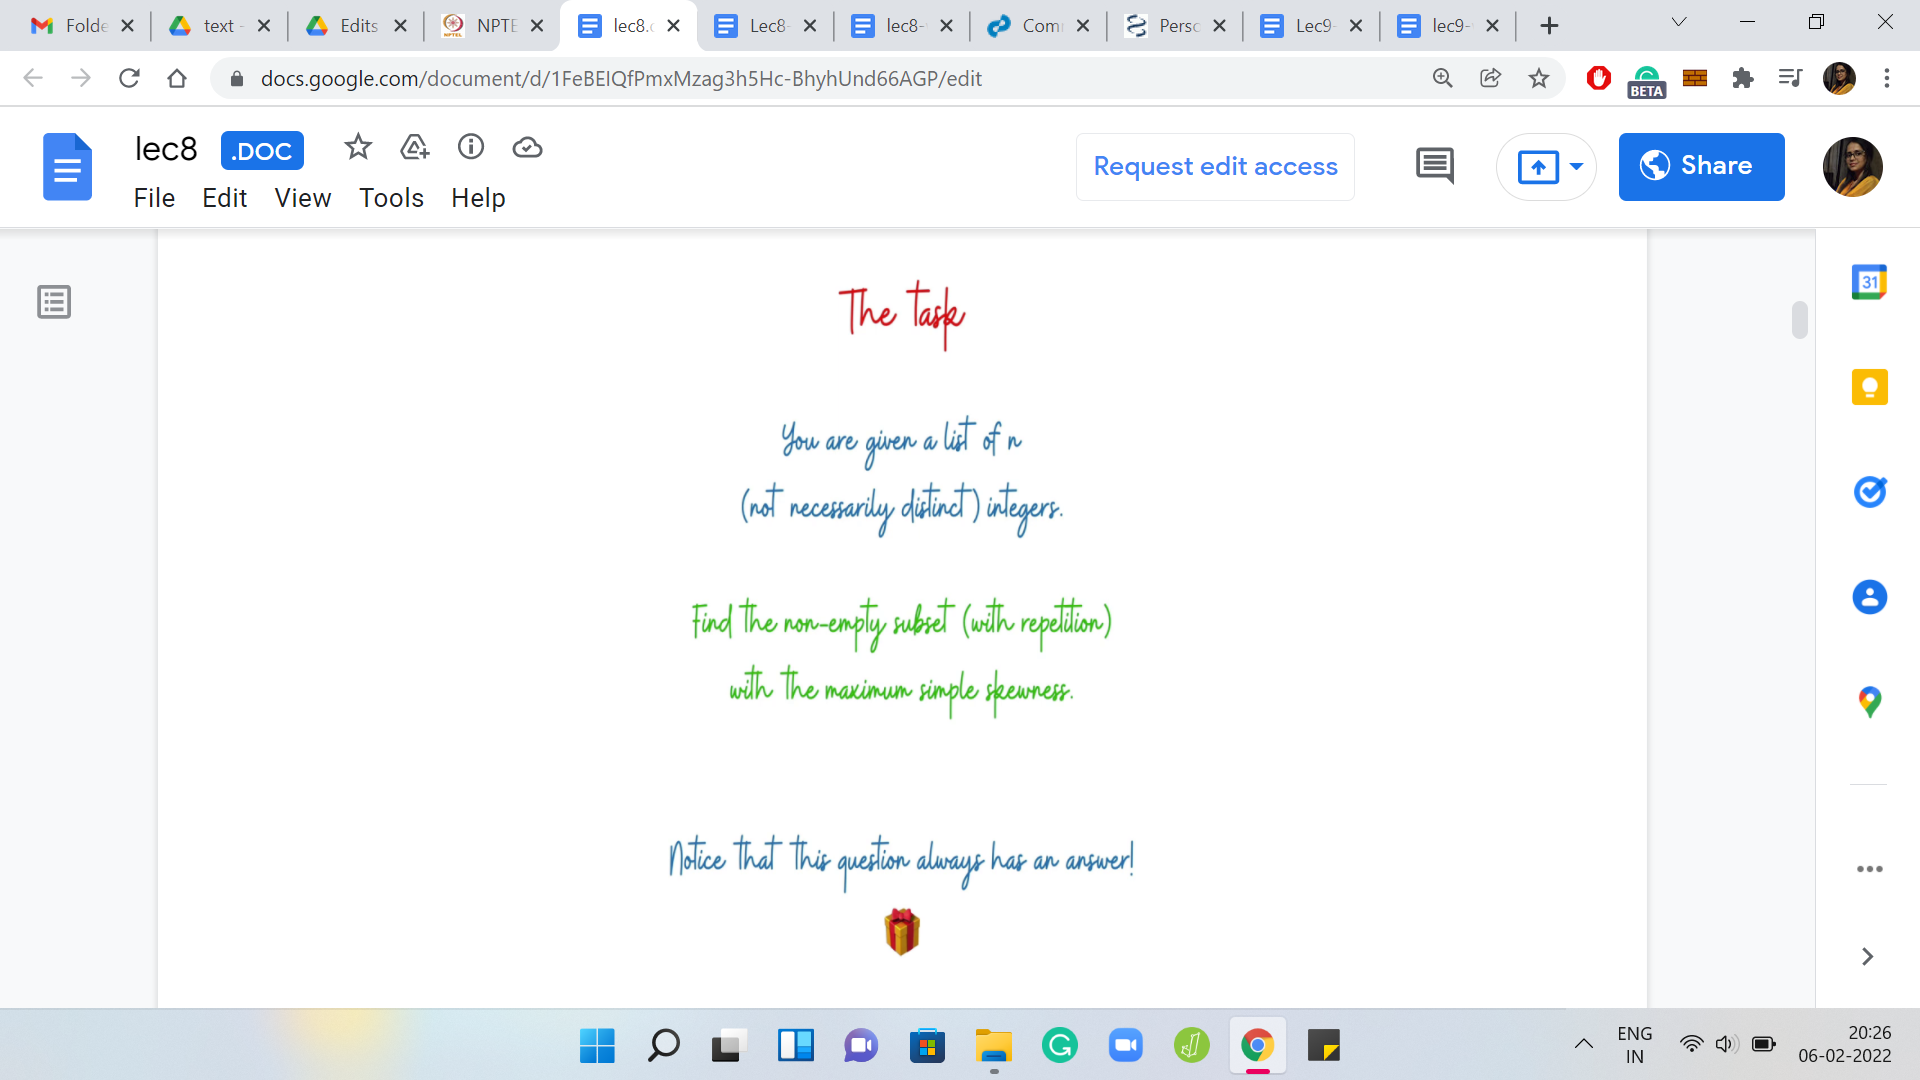 Folde
text -
Edits
NPTE
lec8.
Lec8-
lec8-
Com
Perso
Lec9-
lec9-
docs.google.com/document/d/1FeBEIQfPmxMzag3h5Hc-BhyhUnd66AGP/edit
BETA
lec8 .DOC
File Edit View Tools Help
Request edit access
Share
31
The task
You are given a list of n
(not necessarily distinct) integers.
Find the non-empty subset (with repetition)
with the maximum simple skewness.
Notice that this question always has an answer!
ENG
IN
20:26
06-02-2022